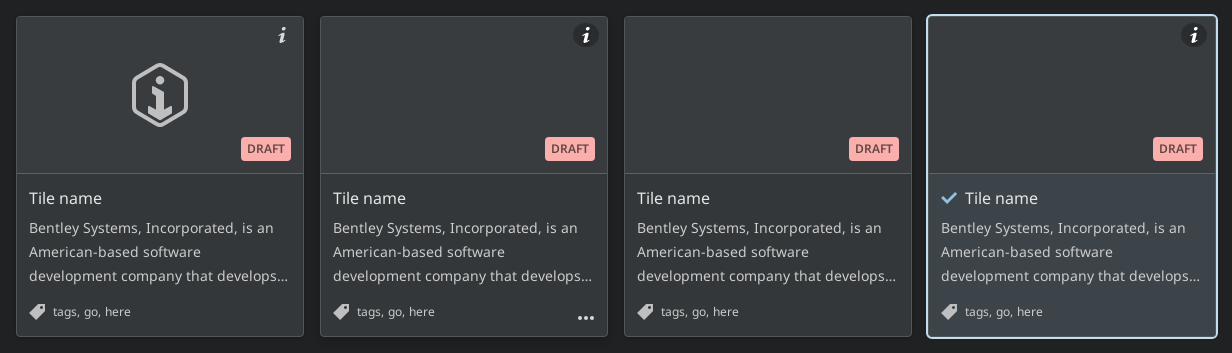 DRAFT
Tile name
Bentley Systems, Incorporated, is an
American-based software
development company that develops...
tags, go, here
DRAFT
Tile name
Bentley Systems, Incorporated, is an
American-based software
development company that develops...
tags, go, here
DRAFT
Tile name
Bentley Systems, Incorporated, is an
American-based software
development company that develops...
tags, go, here
DRAFT
Tile name
Bentley Systems, Incorporated, is an
American-based software
development company that develops...
tags, go, here